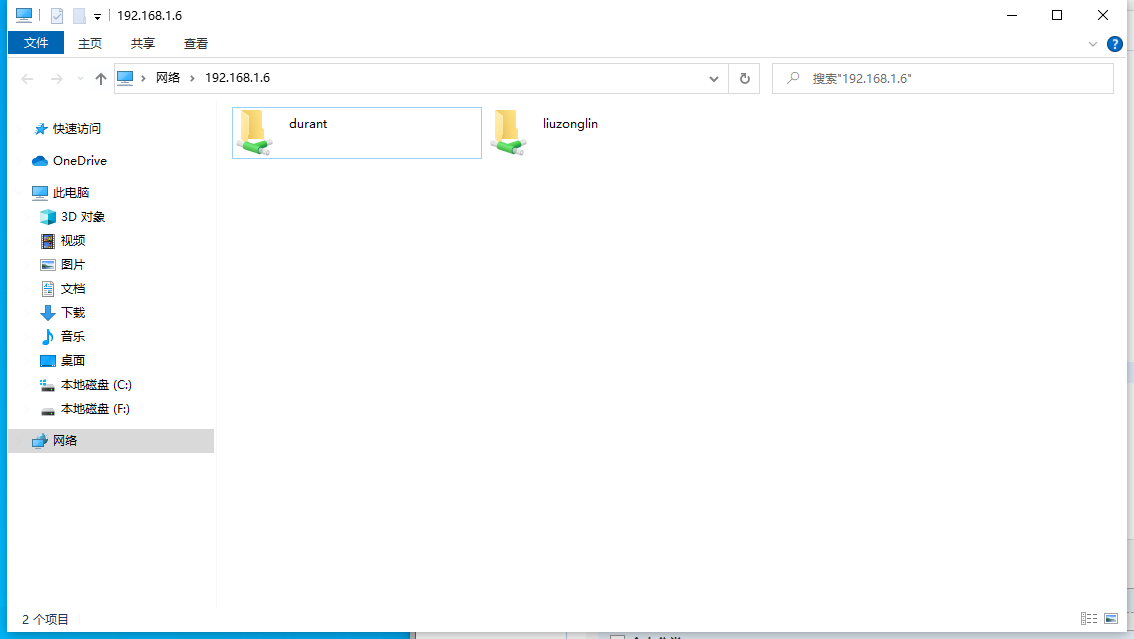 192.168.1.6
文件 主页 共享 查看
网络 192.168.1.6 搜索"192.168.1.6"
快速访问
OneDrive
此电脑
3D 对象
视频
图片
文档
下载
音乐
桌面
本地磁盘 (C:)
本地磁盘 (F:)
网络
durant
liuzonglin
2 个项目